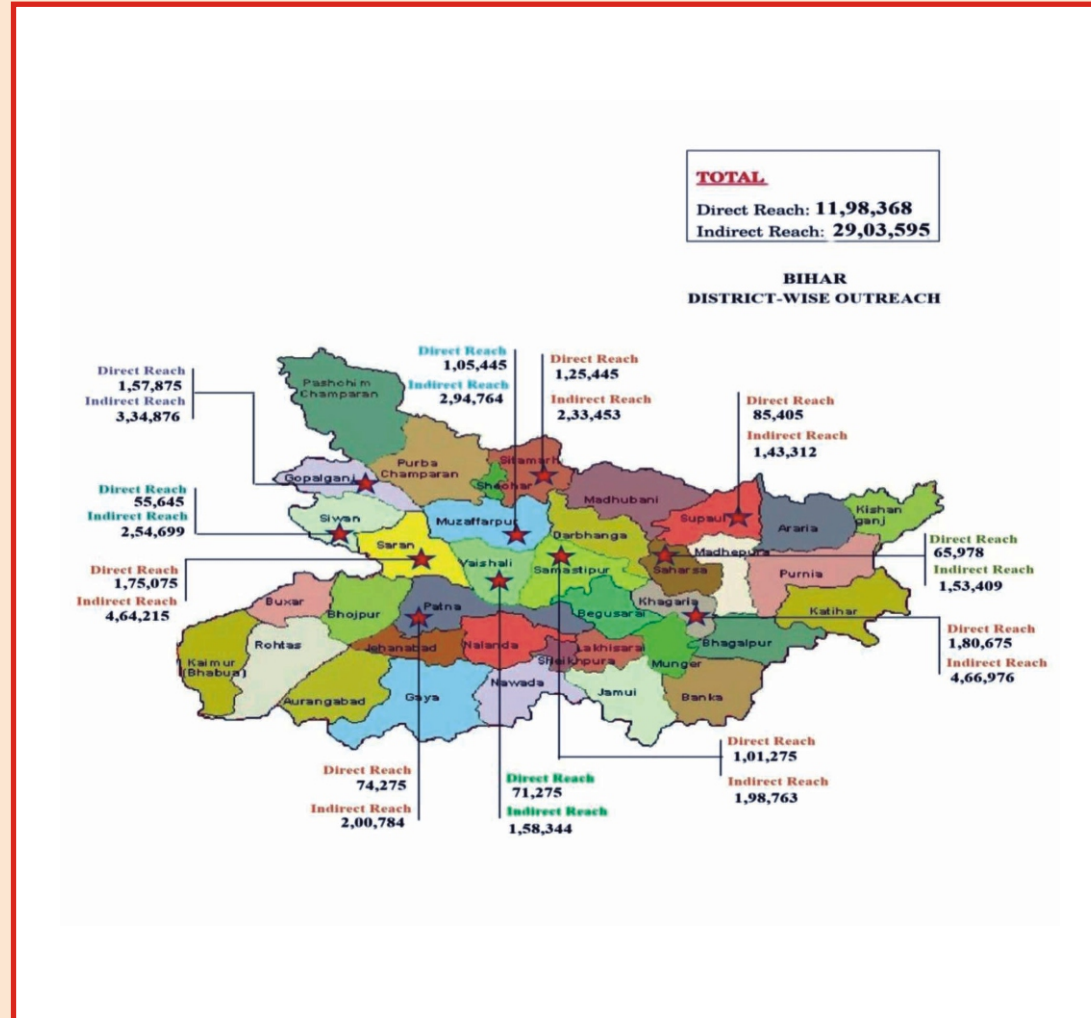 TOTAL
Direct Reach: 11,98,368
Indirect Reach: 29,03,595
BIHAR
DISTRICT-WISE OUTREACH
Direct Reach
1,57,875
Indirect Reach
3,34,876
Direct Reach
1,05,445
Indirect Reach
2,94,764
Direct Reach
1,25,445
Indirect Reach
2,33,453
Direct Reach
85,405
Indirect Reach
1,43,312
Direct Reach
55,645
Indirect Reach
2,54,699
Direct Reach
1,75,075
Indirect Reach
4,64,215
Pashchim
Champaran
Gopalganj
Purba
Champaran
Sitamarhi
Sheohar
Madhubani
Siwan
Muzaffarpur
Darbhanga
Supaul
Araria
Kishan
ganj
Saran
Vaishali
Samastipur
Saharsa
Madhepura
Purnia
Buxar
Bhojpur
Patna
Begusarai
Khagaria
Katihar
Kaimur
(Bhabua)
Rohtas
Jehanabad
Nalanda
Sheikhpura
Lakhisarai
Munger
Bhagalpur
Aurangabad
Gaya
Nawada
Jamui
Banka
Direct Reach
65,978
Indirect Reach
1,53,409
Direct Reach
1,80,675
Indirect Reach
4,66,976
Direct Reach
74,275
Indirect Reach
2,00,784
Direct Reach
71,275
Indirect Reach
1,58,344
Direct Reach
1,01,275
Indirect Reach
1,98,763